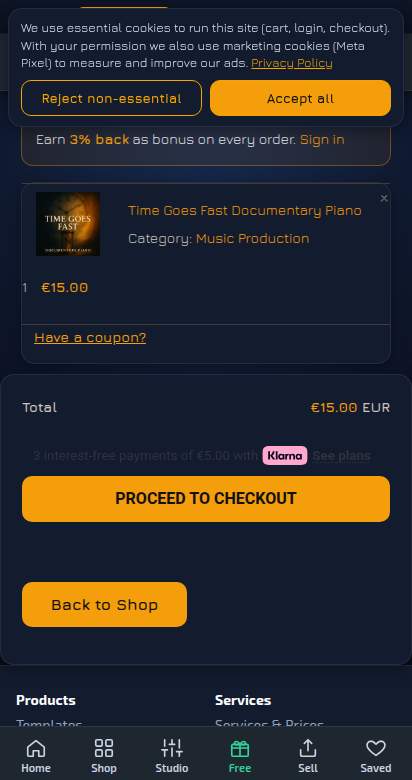 We use essential cookies to run this site (cart, login, checkout).
With your permission we also use marketing cookies (Meta
Pixel) to measure and improve our ads. Privacy Policy
Reject non-essential
Accept all
Earn 3% back as bonus on every order. Sign in
TIME GOES
FAST
Time Goes Fast Documentary Piano
×
Category: Music Production
1 €15.00
Have a coupon?
Total €15.00 EUR
3 interest-free payments of €5.00 with Klarna See plans
PROCEED TO CHECKOUT
Back to Shop
Products Services
Templates Services & Prices
Home Shop Studio Free Sell Saved